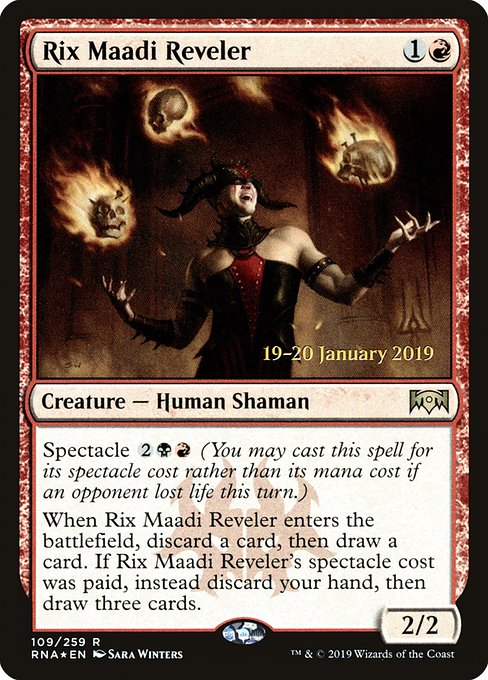 Rix Maadi Reveler 1
19–20 January 2019
Creature — Human Shaman
Spectacle 2 (You may cast this spell for
its spectacle cost rather than its mana cost if
an opponent lost life this turn.)
When Rix Maadi Reveler enters the
battlefield, discard a card, then draw a
card. If Rix Maadi Reveler's spectacle cost
was paid, instead discard your hand, then
draw three cards.
2/2
109/259 R
RNA★EN Sara Winters
™ & © 2019 Wizards of the Coast